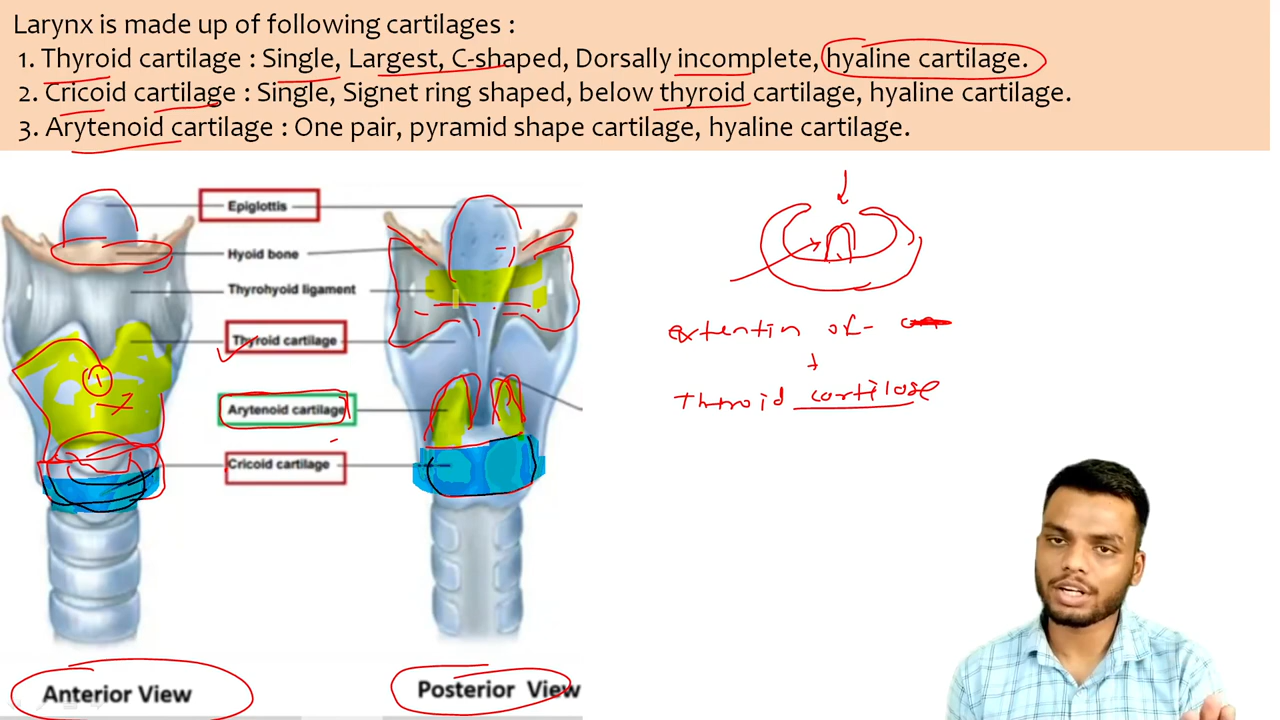 Larynx is made up of following cartilages :
1. Thyroid cartilage : Single, Largest, C-shaped, Dorsally incomplete, hyaline cartilage.
2. Cricoid cartilage : Single, Signet ring shaped, below thyroid cartilage, hyaline cartilage.
3. Arytenoid cartilage : One pair, pyramid shape cartilage, hyaline cartilage.
Epiglottis
Hyoid bone
Thyrohyoid ligament
Thyroid cartilage
Arytenoid cartilage
Cricoid cartilage
Anterior View
Posterior View
extentin of
+
Thyroid cartilage